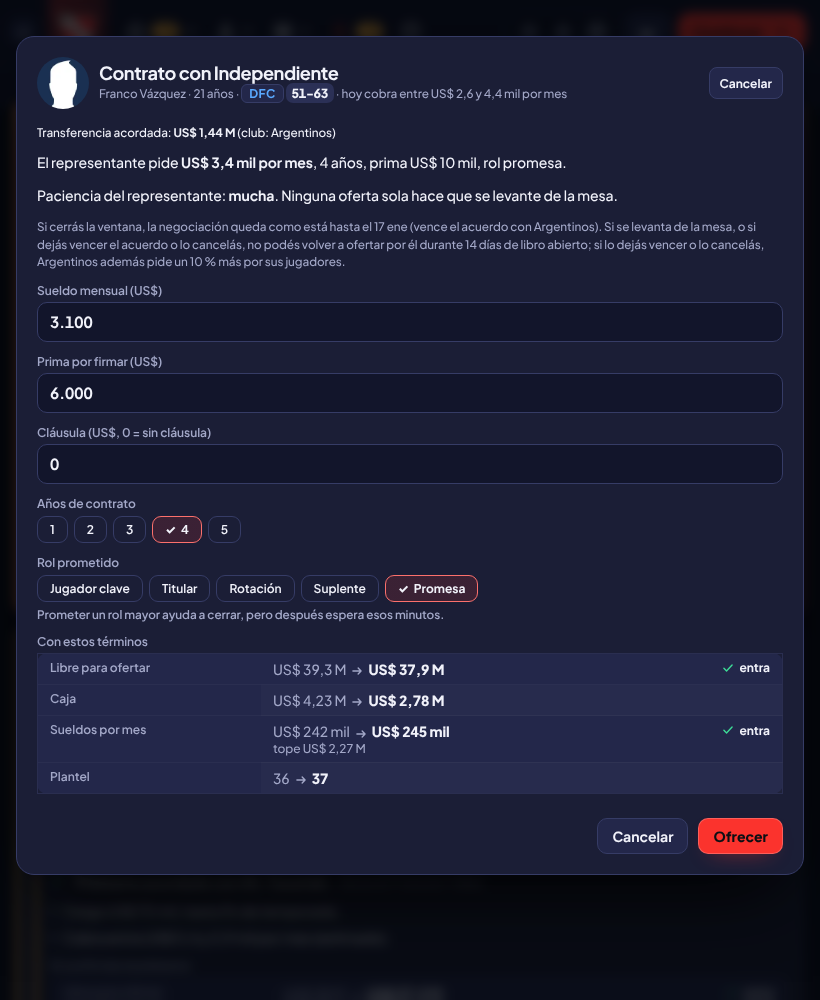 Contrato con Independiente
Franco Vázquez · 21 años · DFC 51–63 · hoy cobra entre US$ 2,6 y 4,4 mil por mes
Cancelar
Transferencia acordada: US$ 1,44 M (club: Argentinos)
El representante pide US$ 3,4 mil por mes, 4 años, prima US$ 10 mil, rol promesa.
Paciencia del representante: mucha. Ninguna oferta sola hace que se levante de la mesa.
Si cerrás la ventana, la negociación queda como está hasta el 17 ene (vence el acuerdo con Argentinos). Si se levanta de la mesa, o si
dejás vencer el acuerdo o lo cancelás, no podés volver a ofertar por él durante 14 días de libro abierto; si lo dejás vencer o lo cancelás,
Argentinos además pide un 10 % más por sus jugadores.
Sueldo mensual (US$)
3.100
Prima por firmar (US$)
6.000
Cláusula (US$, 0 = sin cláusula)
0
Años de contrato
1 2 3 ✓ 4 5
Rol prometido
Jugador clave Titular Rotación Suplente ✓ Promesa
Prometer un rol mayor ayuda a cerrar, pero después espera esos minutos.
Con estos términos
Libre para ofertar US$ 39,3 M → US$ 37,9 M ✓ entra
Caja US$ 4,23 M → US$ 2,78 M
Sueldos por mes US$ 242 mil → US$ 245 mil ✓ entra
tope US$ 2,27 M
Plantel 36 → 37
Cancelar Ofrecer